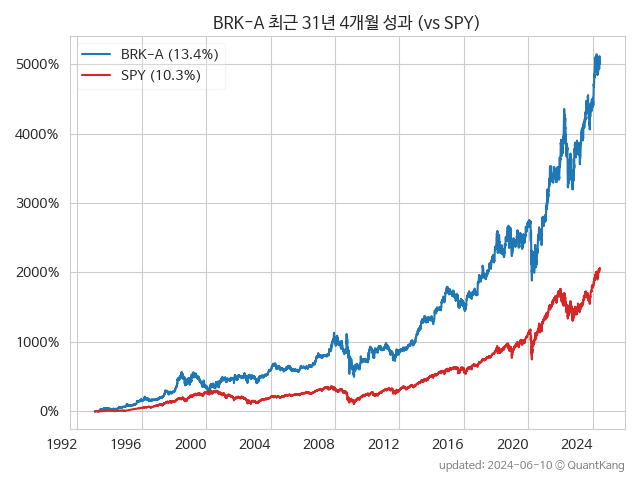 BRK-A 최근 31년 4개월 성과 (vs SPY)
BRK-A (13.4%)
SPY (10.3%)
5000%
4000%
3000%
2000%
1000%
0%
1992 1996 2000 2004 2008 2012 2016 2020 2024
updated: 2024-06-10 © QuantKang